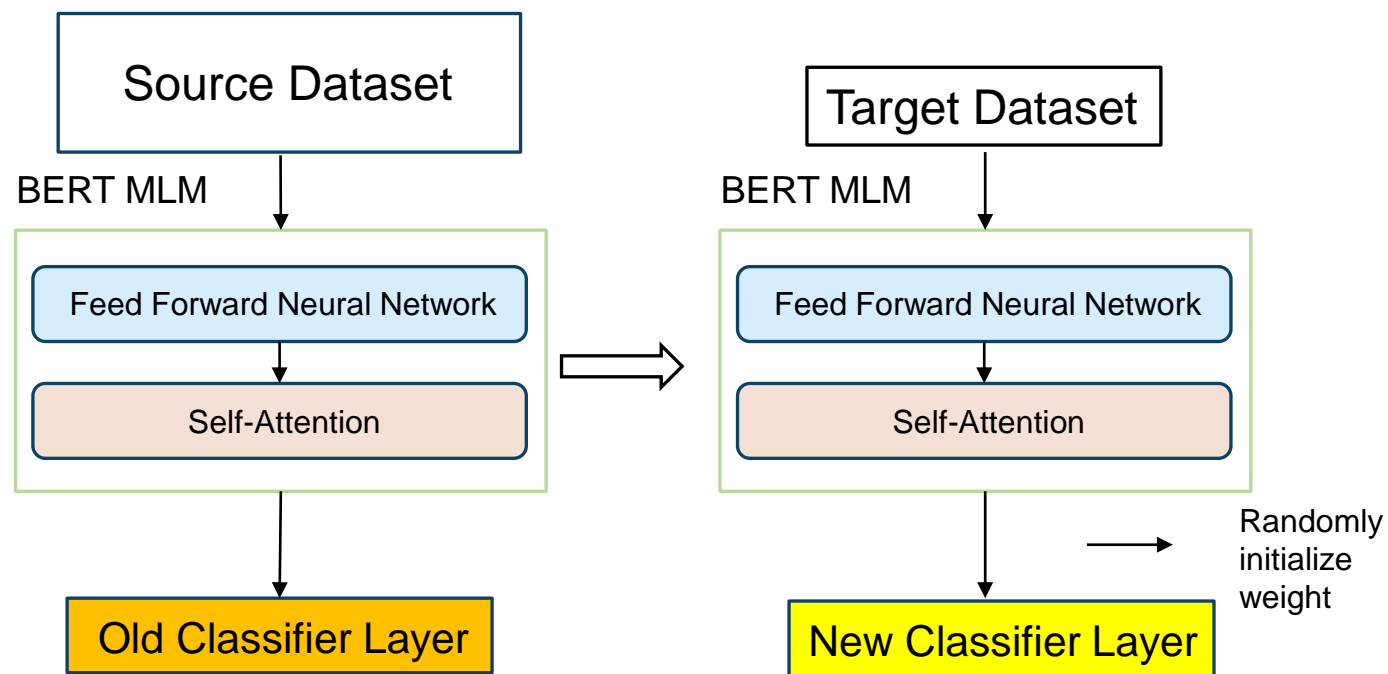 Source Dataset
BERT MLM
Feed Forward Neural Network
Self-Attention
Old Classifier Layer
Target Dataset
BERT MLM
Feed Forward Neural Network
Self-Attention
Randomly
initialize
weight
New Classifier Layer